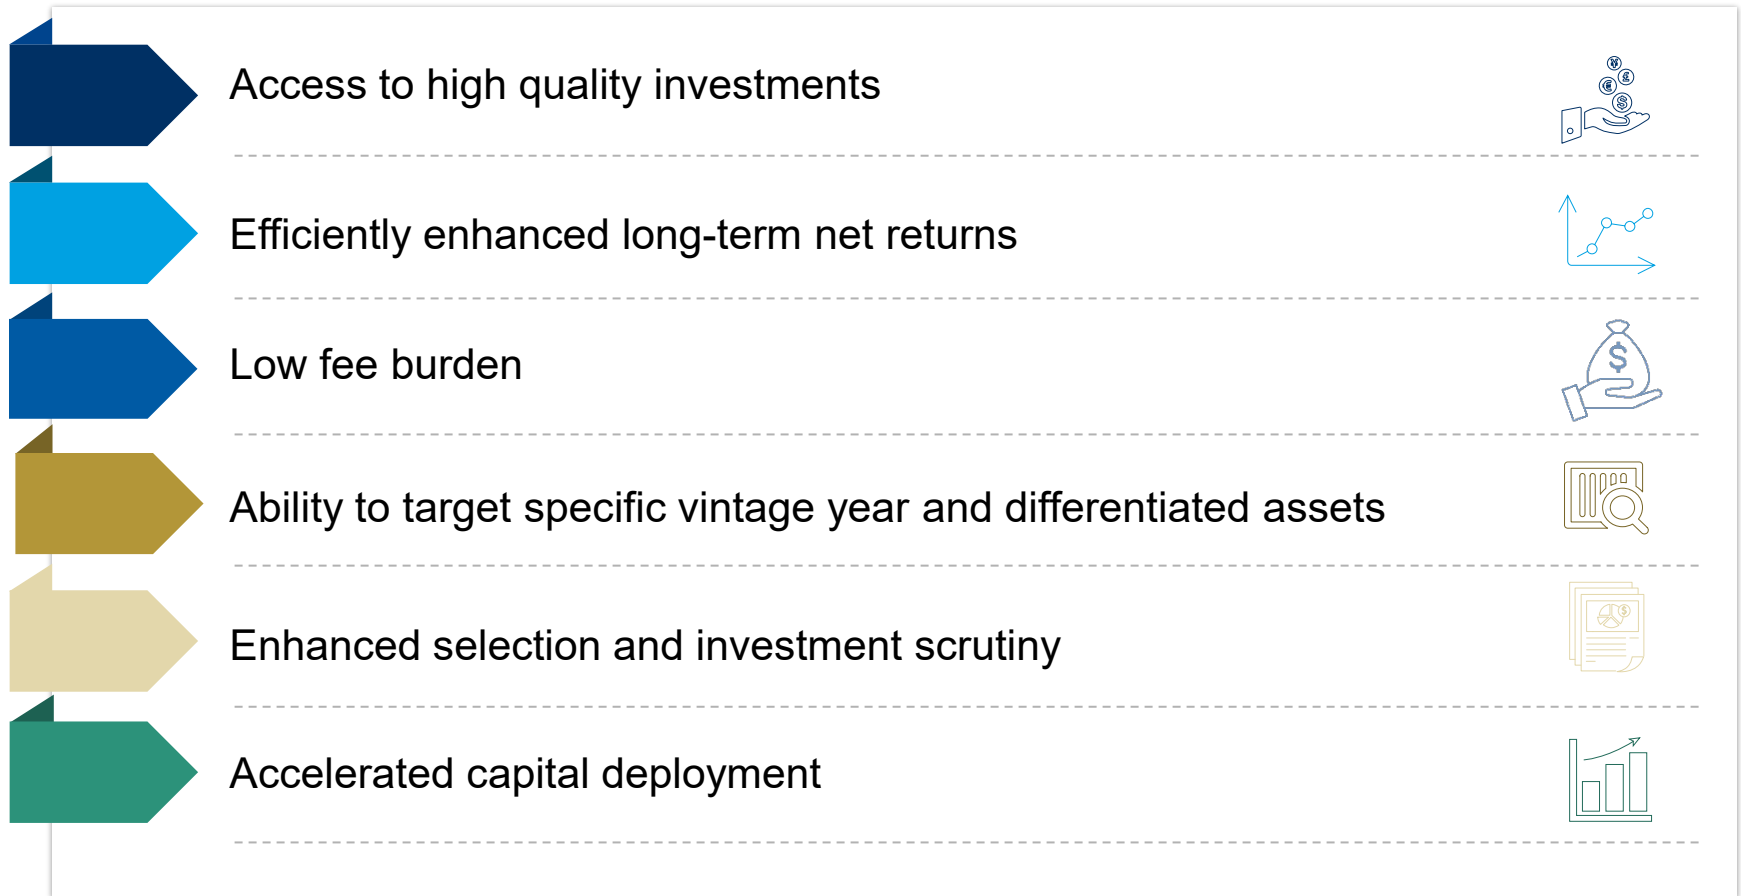 Access to high quality investments
Efficiently enhanced long-term net returns
Low fee burden
Ability to target specific vintage year and differentiated assets
Enhanced selection and investment scrutiny
Accelerated capital deployment